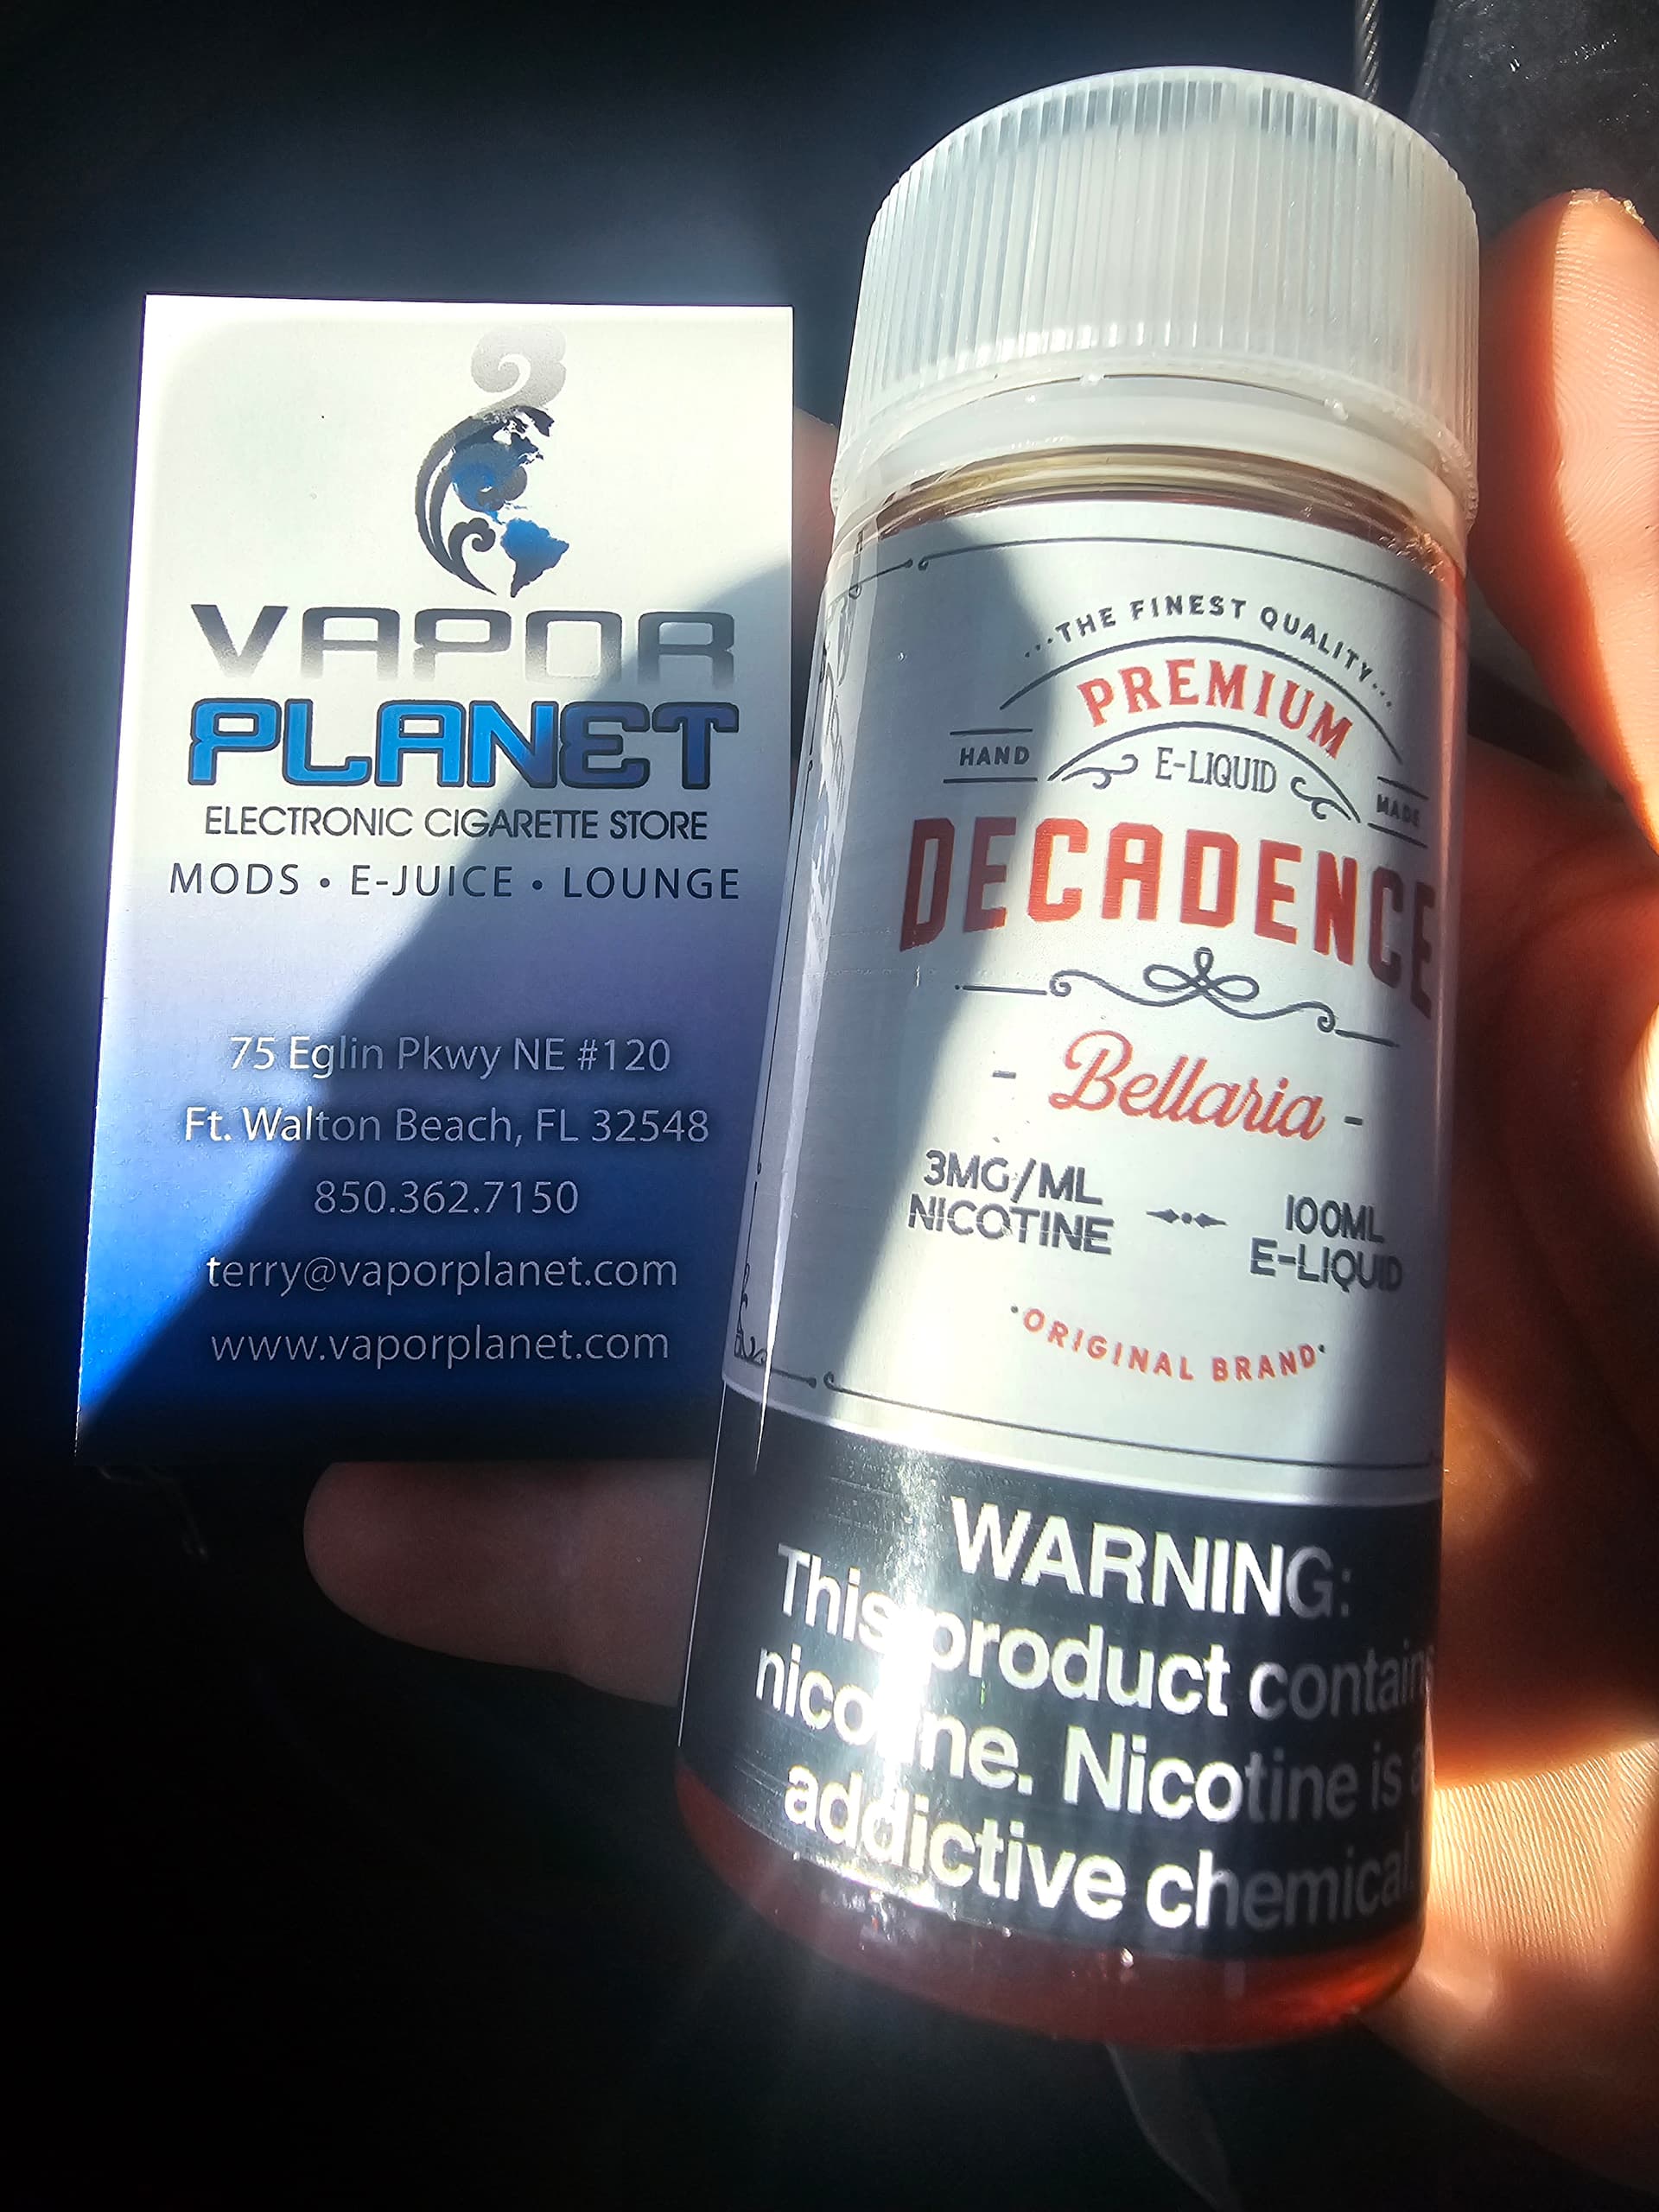 VAPOR
PLANET
ELECTRONIC CIGARETTE STORE
MODS • E-JUICE • LOUNGE
75 Eglin Pkwy NE #120
Ft. Walton Beach, FL 32548
850.362.7150
terry@vaporplanet.com
www.vaporplanet.com
···THE FINEST QUALITY···
PREMIUM
HAND E-LIQUID MADE
DECADENCE
- Bellaria -
3MG/ML
NICOTINE
100ML
E-LIQUID
·ORIGINAL BRAND·
WARNING:
This product contains
nicotine. Nicotine is a
addictive chemical.